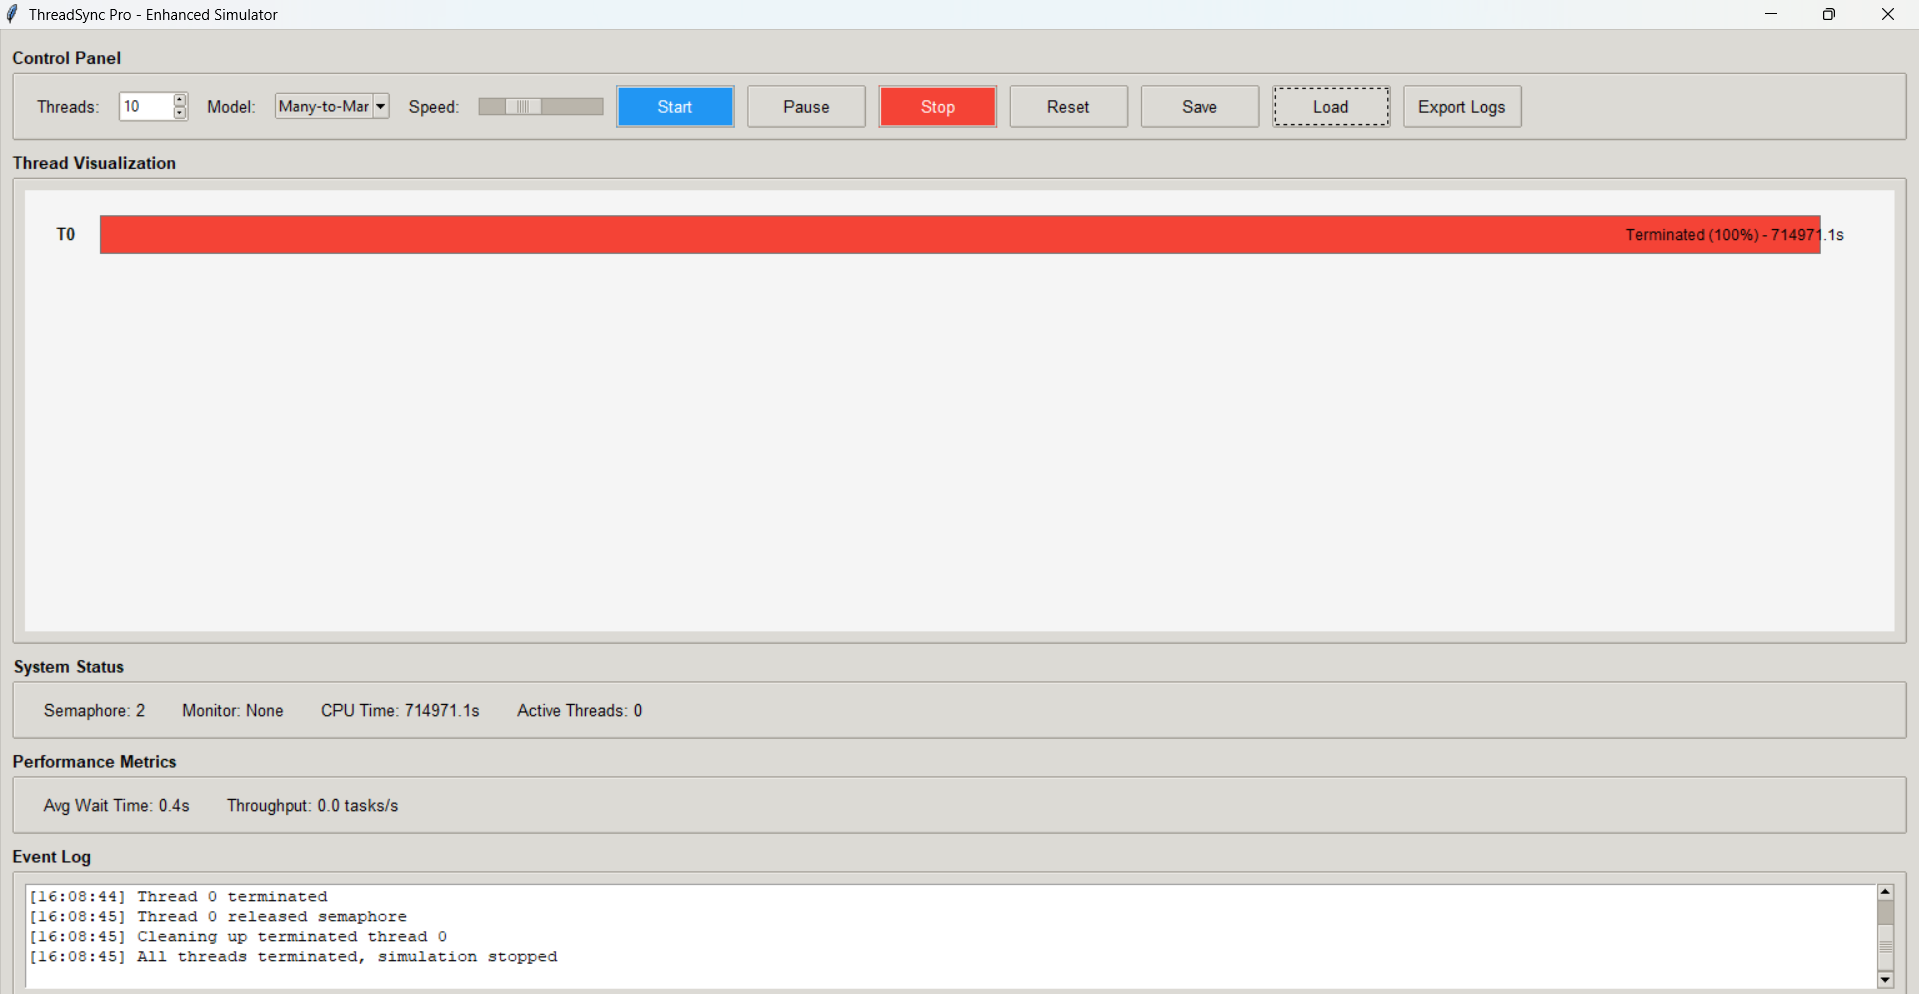 ThreadSync Pro - Enhanced Simulator
Control Panel
Threads: 10 Model: Many-to-Mar Speed: Start Pause Stop Reset Save Load Export Logs
Thread Visualization
T0 Terminated (100%) - 714971.1s
System Status
Semaphore: 2 Monitor: None CPU Time: 714971.1s Active Threads: 0
Performance Metrics
Avg Wait Time: 0.4s Throughput: 0.0 tasks/s
Event Log
[16:08:44] Thread 0 terminated
[16:08:45] Thread 0 released semaphore
[16:08:45] Cleaning up terminated thread 0
[16:08:45] All threads terminated, simulation stopped